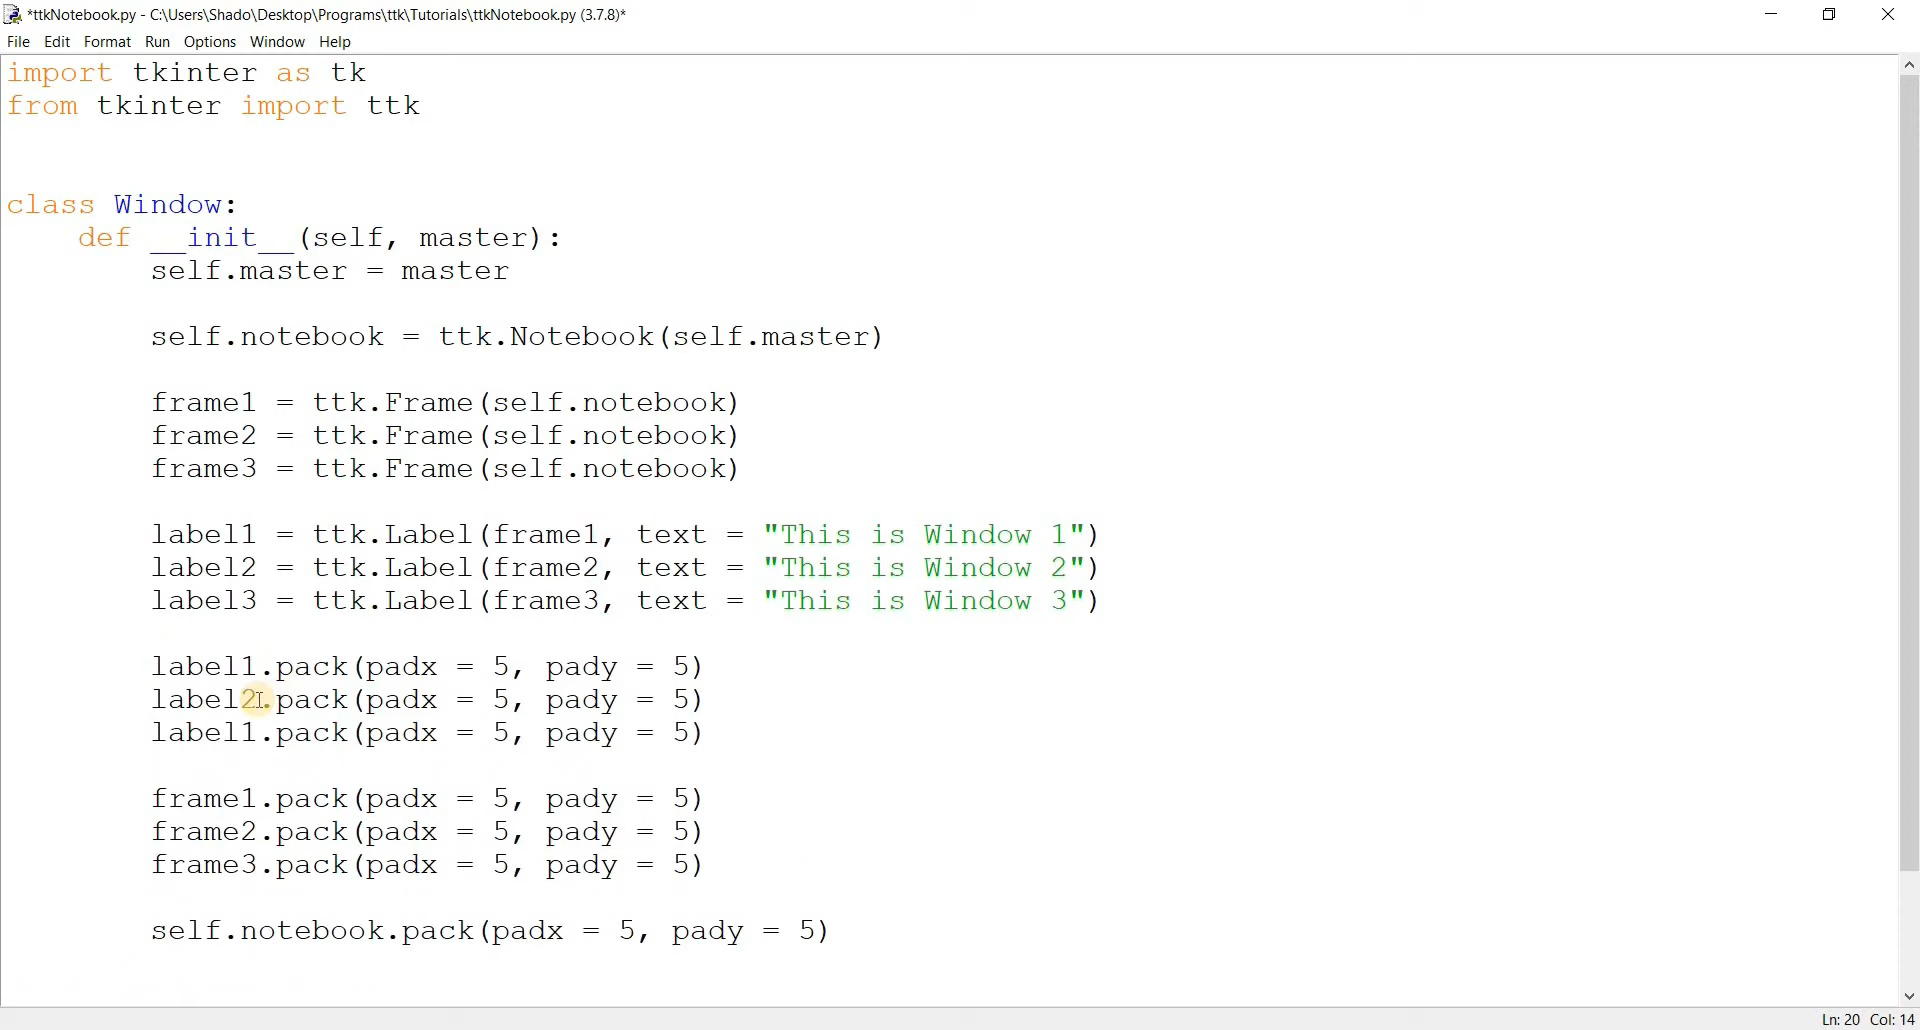 *ttkNotebook.py - C:\Users\Shado\Desktop\Programs\ttk\Tutorials\ttkNotebook.py (3.7.8)*
File Edit Format Run Options Window Help
import tkinter as tk
from tkinter import ttk
class Window:
    def __init__(self, master):
        self.master = master
        self.notebook = ttk.Notebook(self.master)
        frame1 = ttk.Frame(self.notebook)
        frame2 = ttk.Frame(self.notebook)
        frame3 = ttk.Frame(self.notebook)
        label1 = ttk.Label(frame1, text = "This is Window 1")
        label2 = ttk.Label(frame2, text = "This is Window 2")
        label3 = ttk.Label(frame3, text = "This is Window 3")
        label1.pack(padx = 5, pady = 5)
        label2.pack(padx = 5, pady = 5)
        label1.pack(padx = 5, pady = 5)
        frame1.pack(padx = 5, pady = 5)
        frame2.pack(padx = 5, pady = 5)
        frame3.pack(padx = 5, pady = 5)
        self.notebook.pack(padx = 5, pady = 5)
Ln: 20 Col: 14